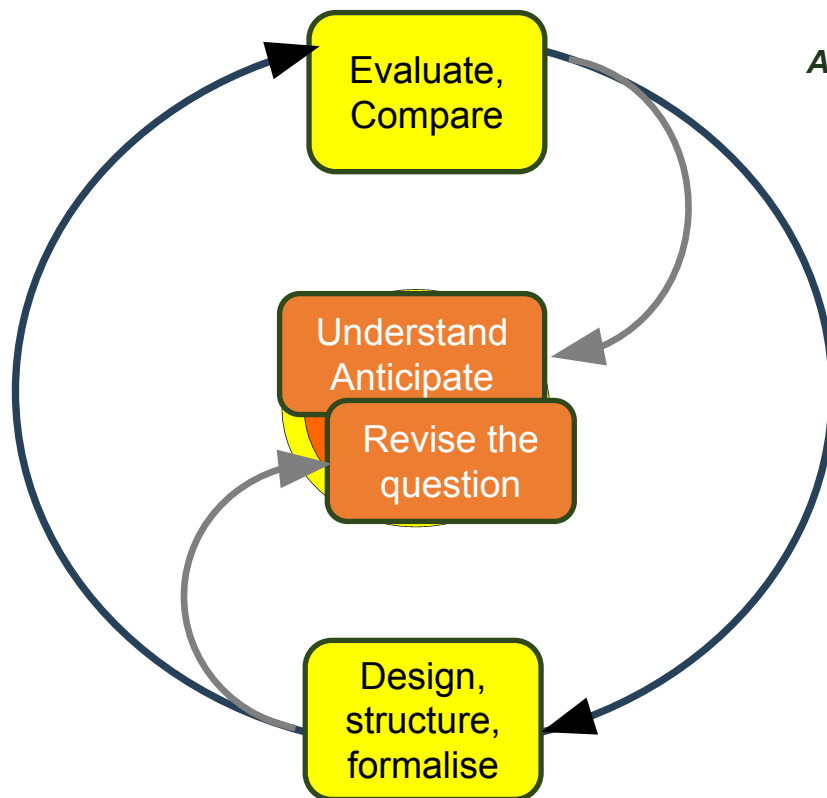 Evaluate,
Compare
A
Understand
Anticipate
Revise the
question
Design,
structure,
formalise